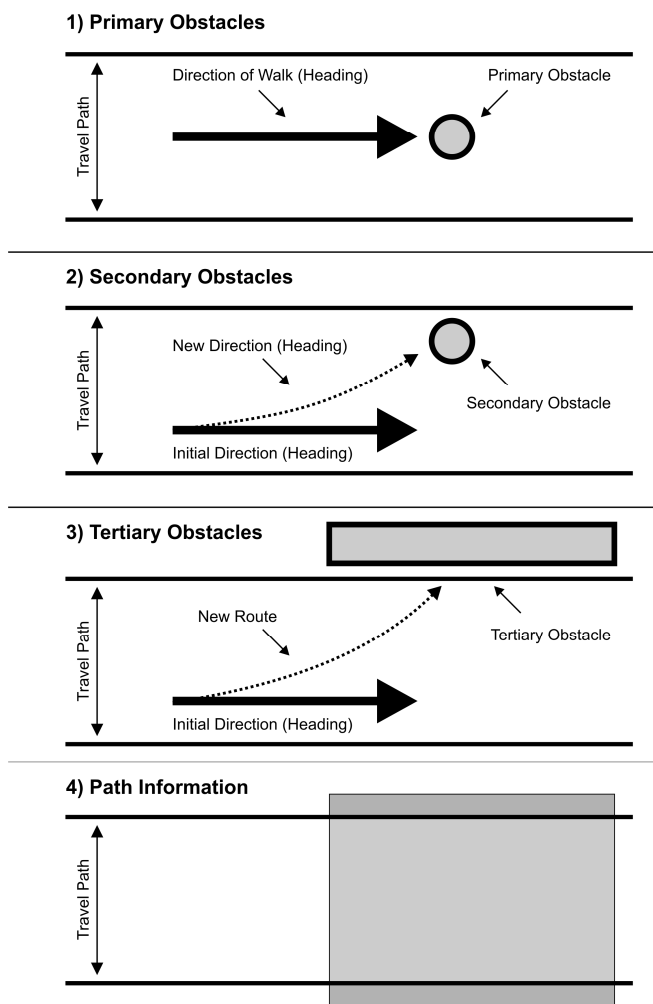 1) Primary Obstacles
Direction of Walk (Heading)
Primary Obstacle
Travel Path
2) Secondary Obstacles
New Direction (Heading)
Travel Path
Secondary Obstacle
Initial Direction (Heading)
3) Tertiary Obstacles
New Route
Tertiary Obstacle
Travel Path
Initial Direction (Heading)
4) Path Information
Travel Path